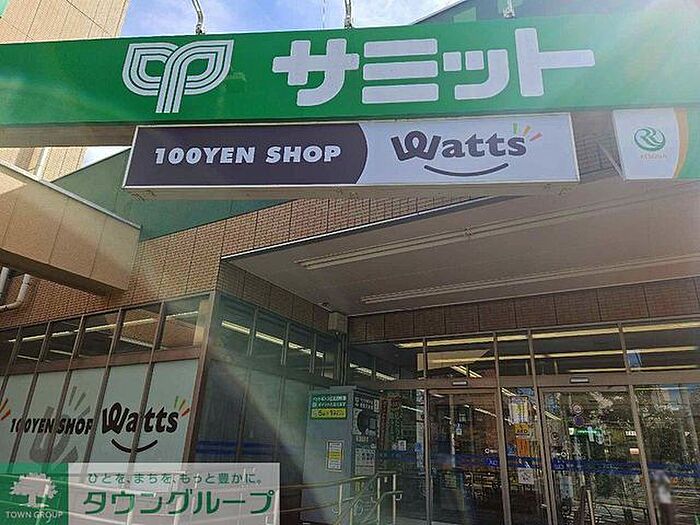 サミット
100YEN SHOP Watts
RESONA
100YEN SHOP Watts
ひとを、まちを、もっと豊かに。
タウングループ
TOWN GROUP